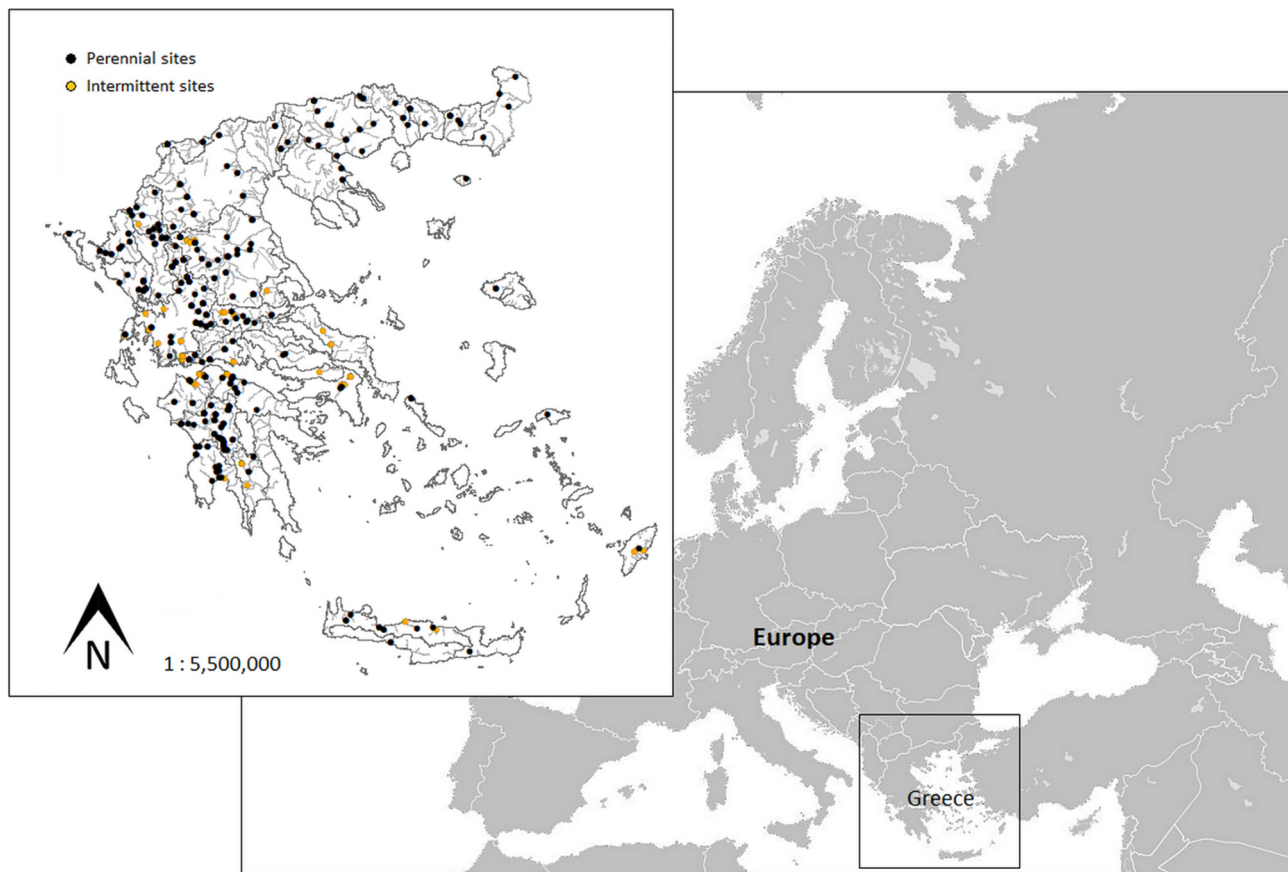 Perennial sites
Intermittent sites
N
1 : 5,500,000
Europe
Greece